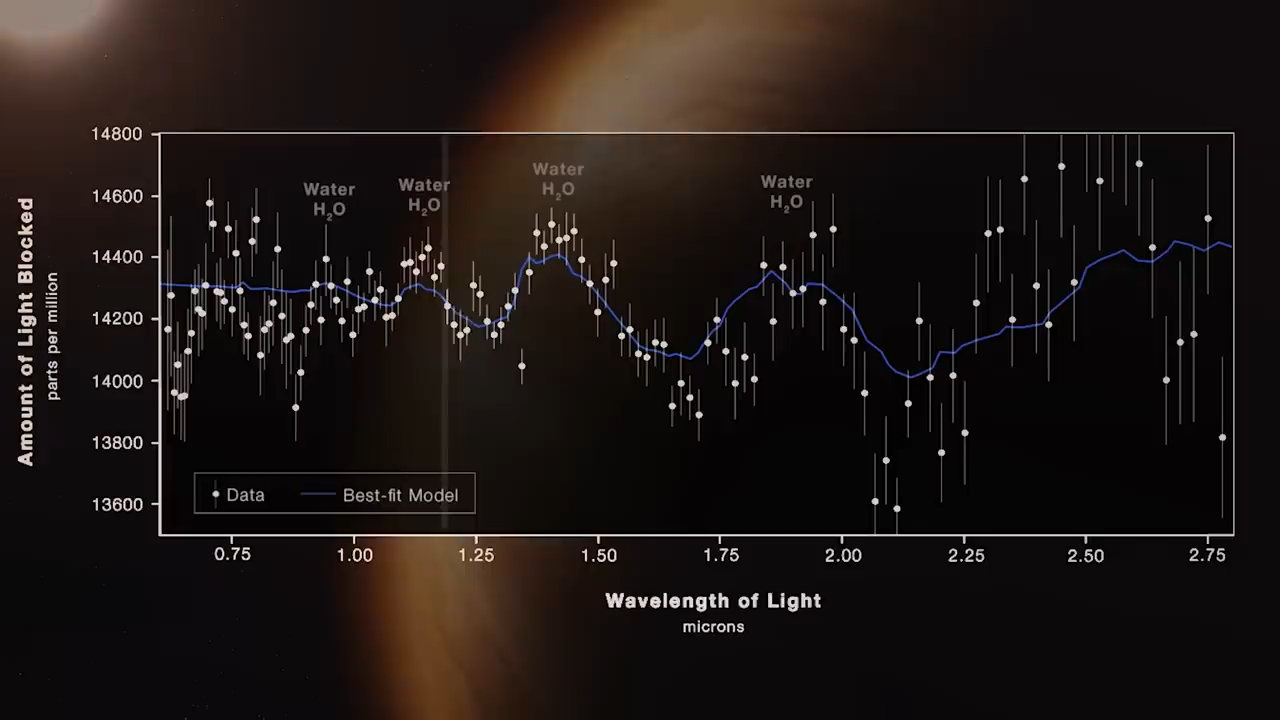 14800
14600
14400
14200
14000
13800
13600
Amount of Light Blocked
parts per million
Water
H₂O
Water
H₂O
Water
H₂O
Water
H₂O
Data
Best-fit Model
0.75 1.00 1.25 1.50 1.75 2.00 2.25 2.50 2.75
Wavelength of Light
microns